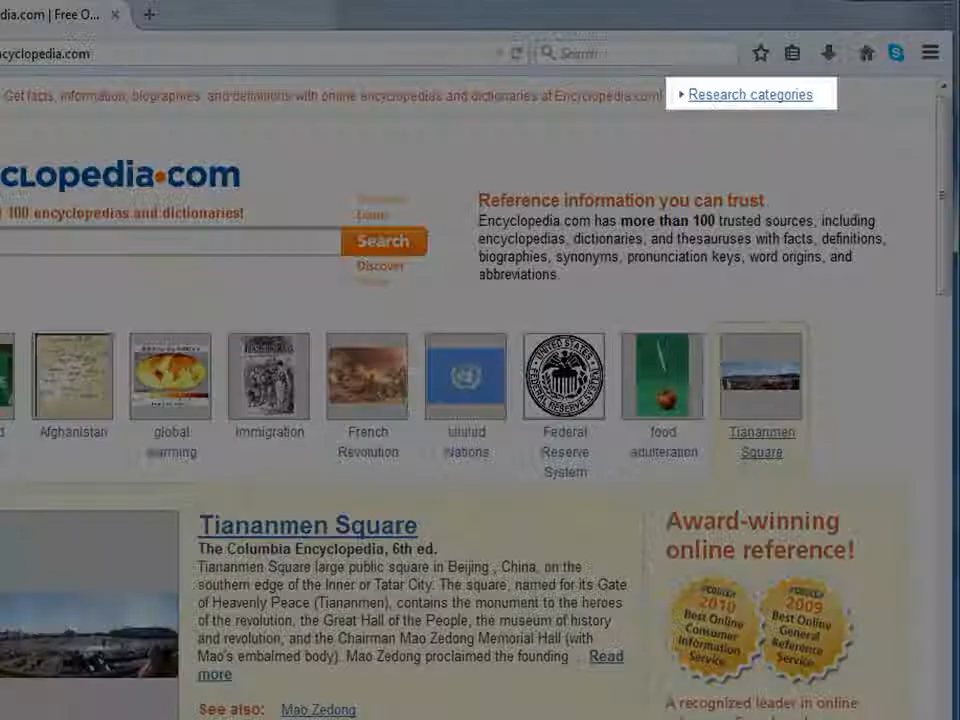 dia.com | Free O...
cyclopedia.com
Search
Get facts, information, biographies, and definitions with online encyclopedias and dictionaries at Encyclopedia.com!
Research categories
cLopedia.com
100 encyclopedias and dictionaries!
Search
Discover
Reference information you can trust
Encyclopedia.com has more than 100 trusted sources, including
encyclopedias, dictionaries, and thesauruses with facts, definitions,
biographies, synonyms, pronunciation keys, word origins, and
abbreviations.
UNITED STATES
FEDERAL RESERVE SYSTEM
Afghanistan
global
warming
Immigration
French
Revolution
United
Nations
Federal
Reserve
System
food
adulteration
Tiananmen
Square
Tiananmen Square
The Columbia Encyclopedia, 6th ed.
Tiananmen Square large public square in Beijing , China, on the
southern edge of the Inner or Tatar City. The square, named for its Gate
of Heavenly Peace (Tiananmen), contains the monument to the heroes
of the revolution, the Great Hall of the People, the museum of history
and revolution, and the Chairman Mao Zedong Memorial Hall (with
Mao's embalmed body). Mao Zedong proclaimed the founding ... Read
more
See also: Mao Zedong
Award-winning
online reference!
2010
Best Online
Consumer
Information
Service
2009
Best Online
General
Reference
Service
A recognized leader in online